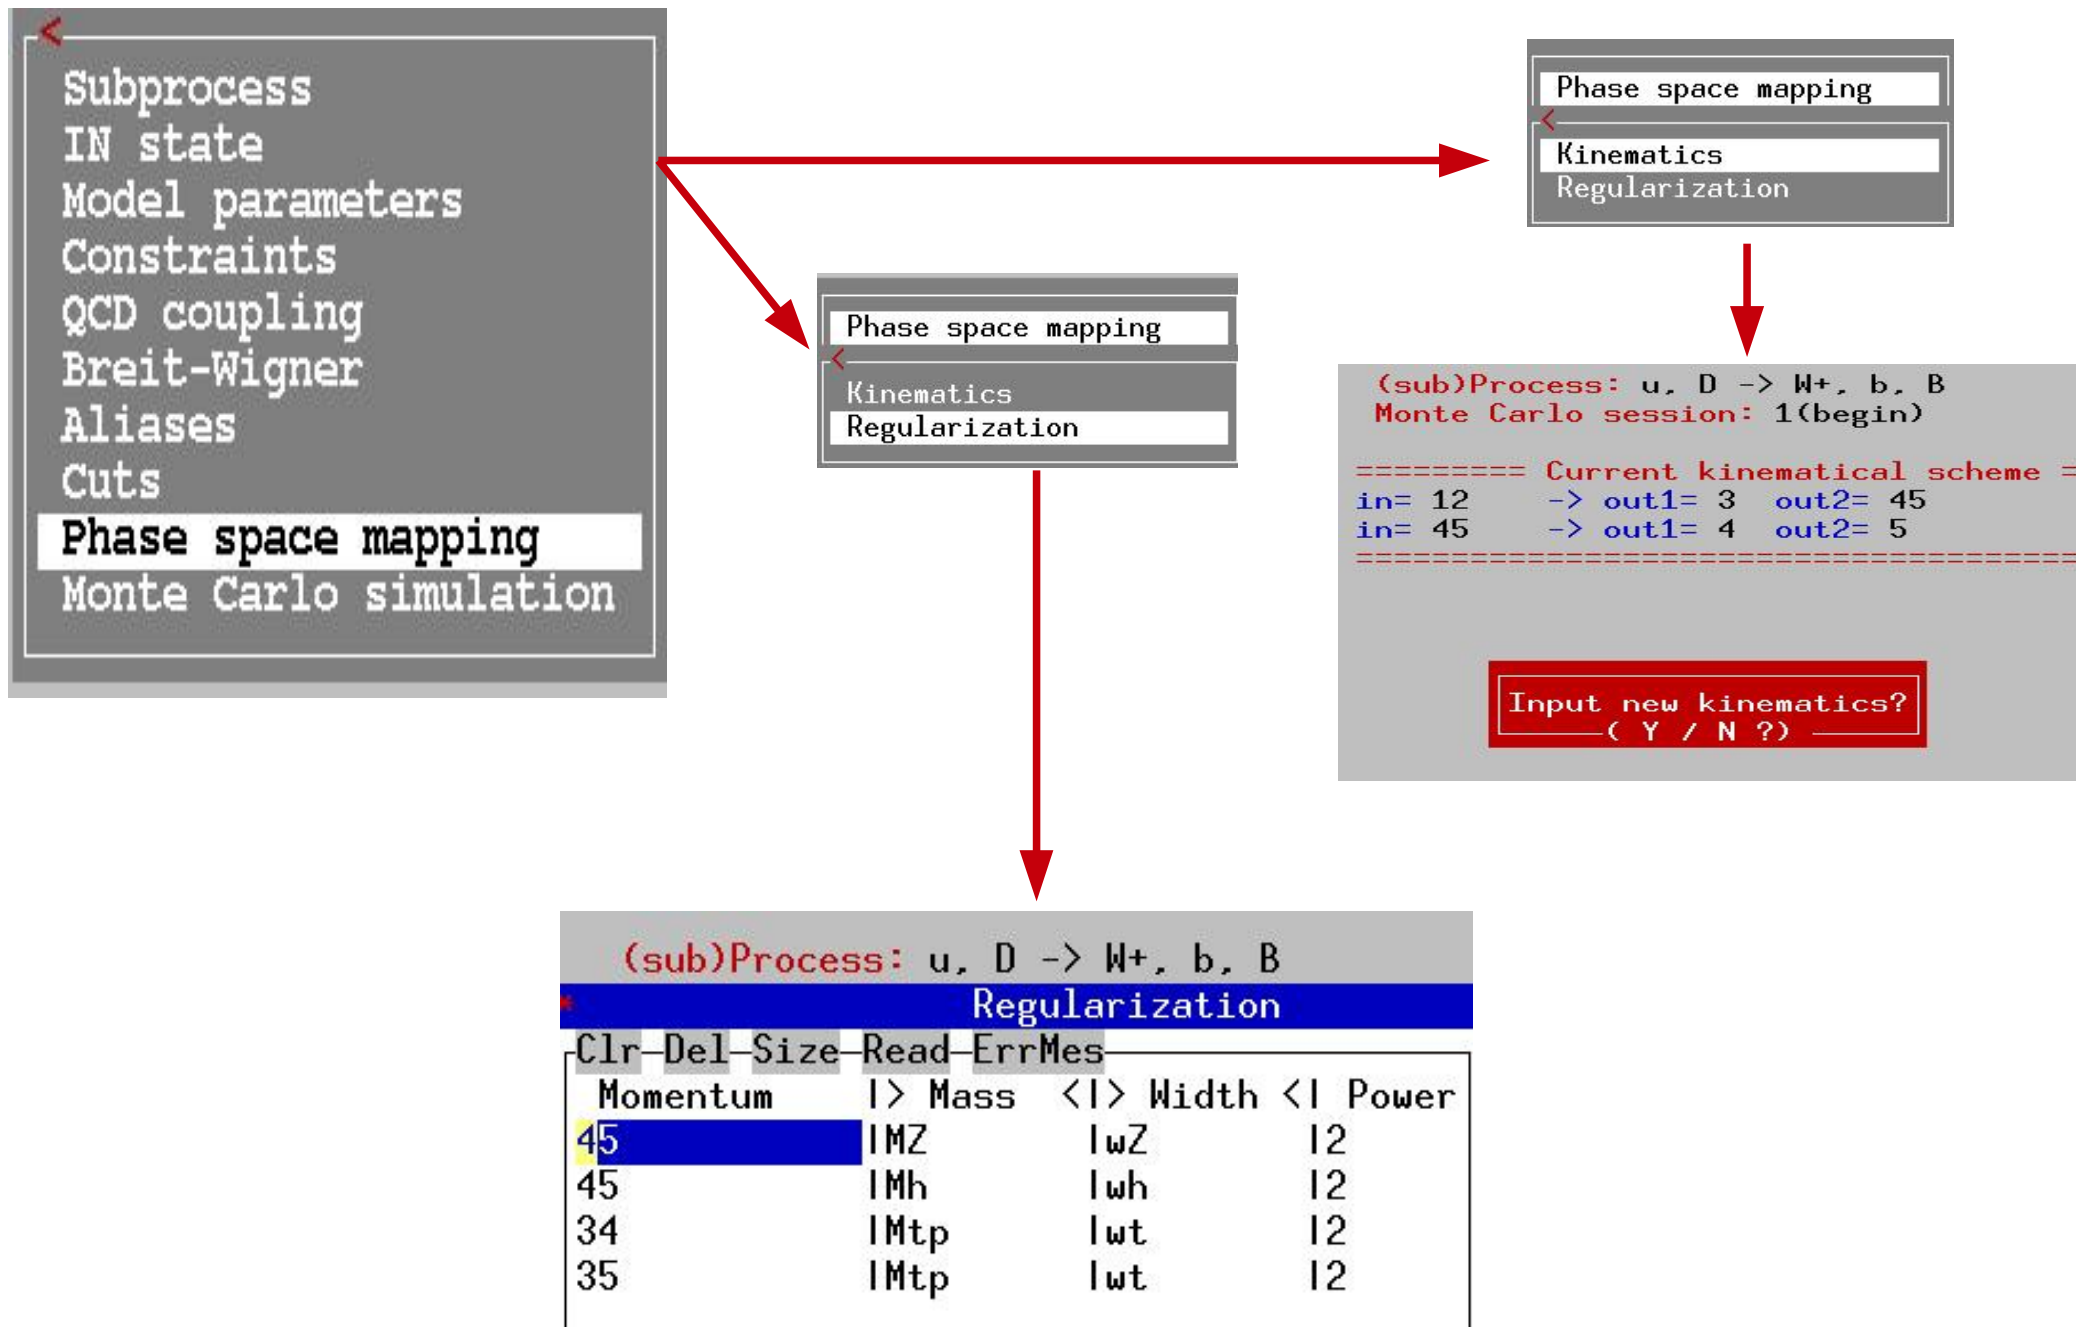 <
Subprocess
IN state
Model parameters
Constraints
QCD coupling
Breit-Wigner
Aliases
Cuts
Phase space mapping
Monte Carlo simulation
Phase space mapping
<
Kinematics
Regularization
Phase space mapping
<
Kinematics
Regularization
(sub)Process: u, D -> W+, b, B
Monte Carlo session: 1(begin)
========= Current kinematical scheme =
in= 12 -> out1= 3 out2= 45
in= 45 -> out1= 4 out2= 5
======================================
Input new kinematics?
( Y / N ?)
(sub)Process: u, D -> W+, b, B
* Regularization
Clr Del Size Read ErrMes
Momentum |> Mass <|> Width <| Power
45 |MZ |wZ |2
45 |Mh |wh |2
34 |Mtp |wt |2
35 |Mtp |wt |2